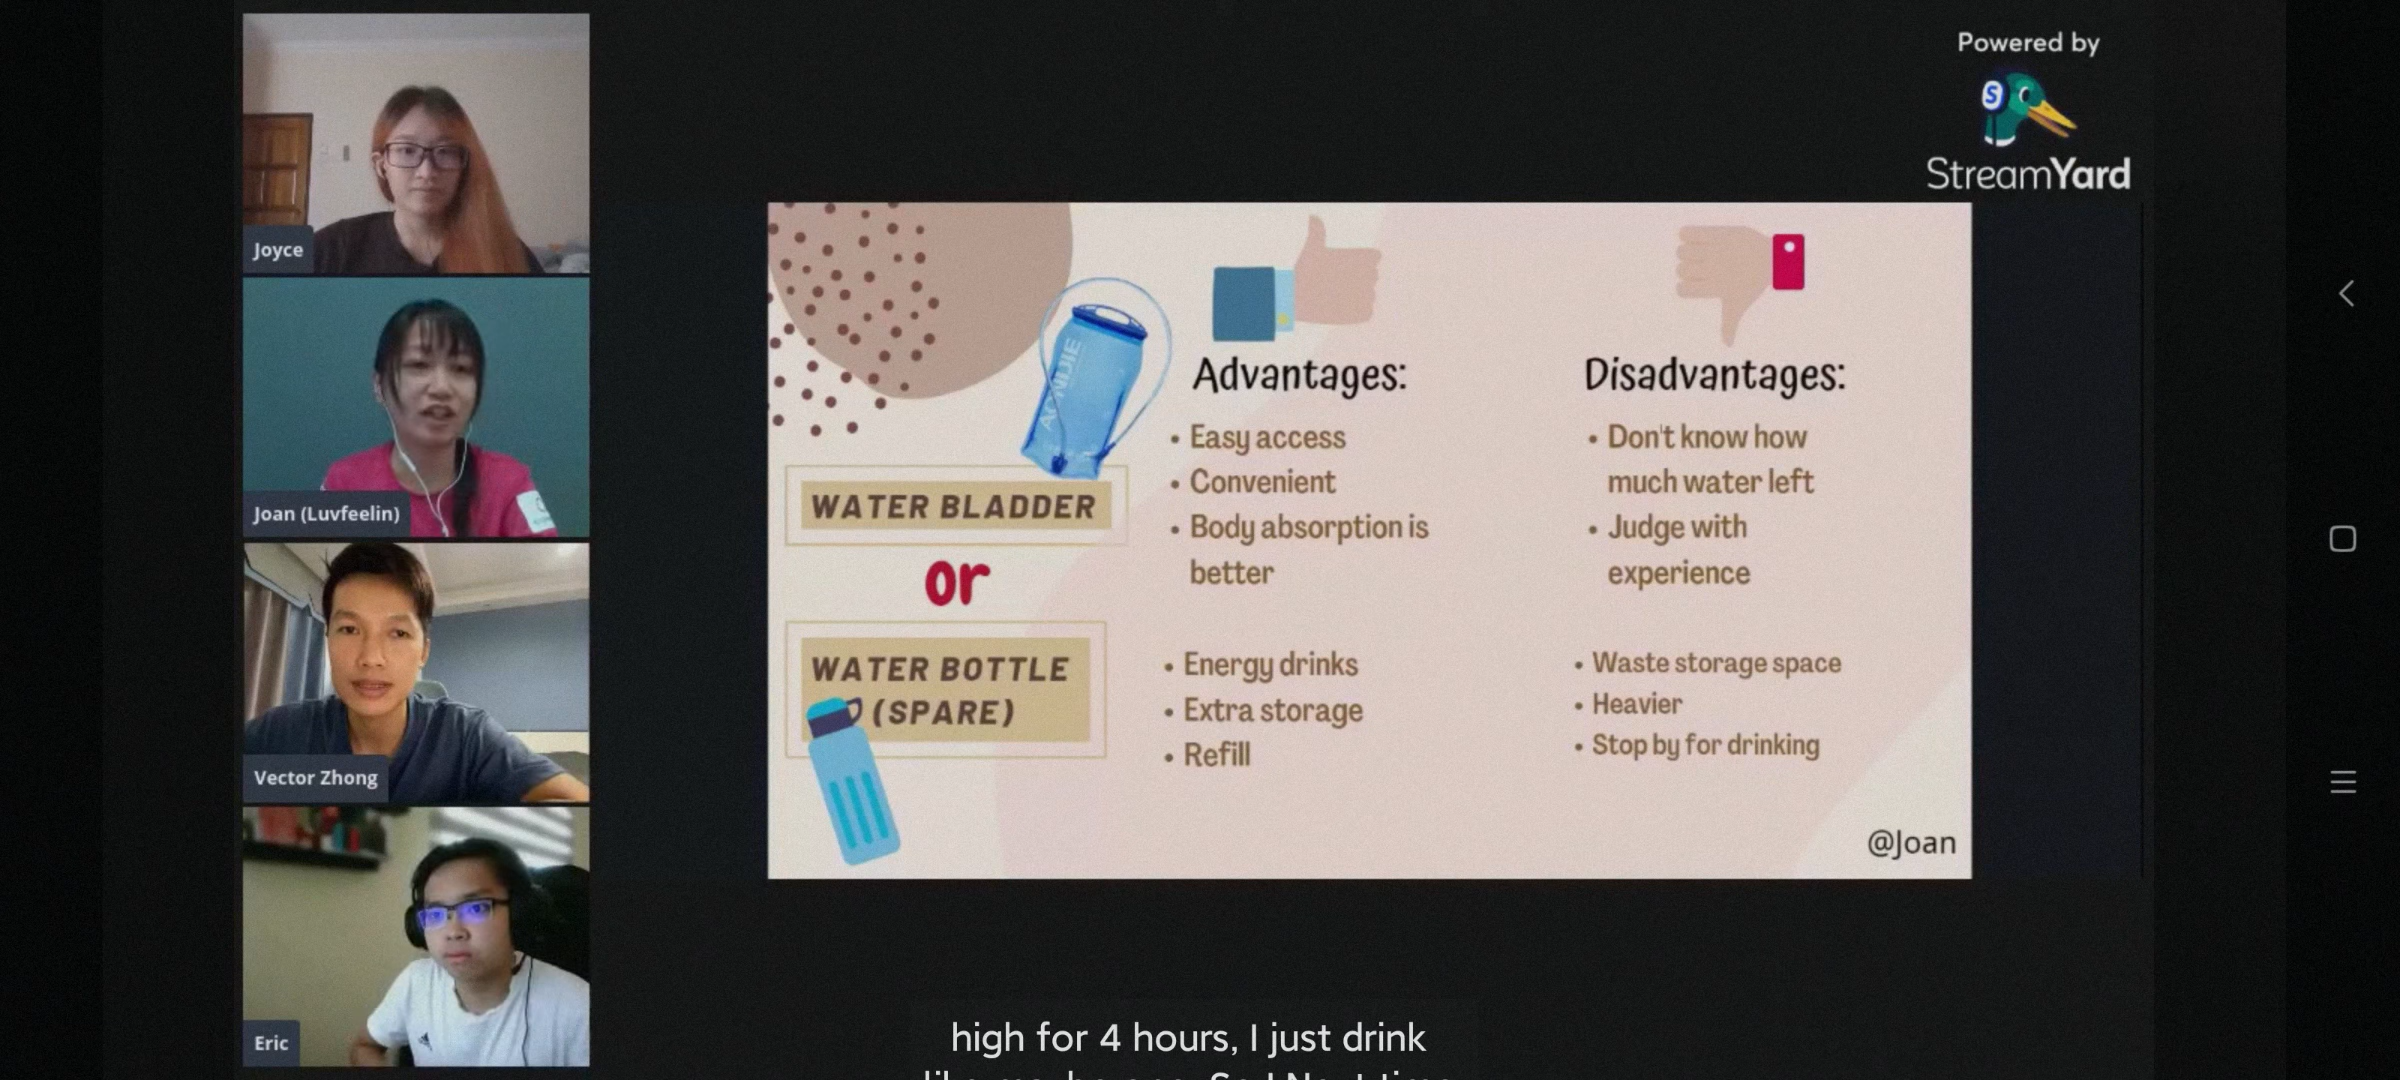 Powered by
StreamYard
Joyce
Joan (Luvfeelin)
Vector Zhong
Eric
WATER BLADDER
or
WATER BOTTLE
(SPARE)
Advantages:
• Easy access
• Convenient
• Body absorption is
better
• Energy drinks
• Extra storage
• Refill
Disadvantages:
• Don't know how
much water left
• Judge with
experience
• Waste storage space
• Heavier
• Stop by for drinking
@Joan
high for 4 hours, I just drink